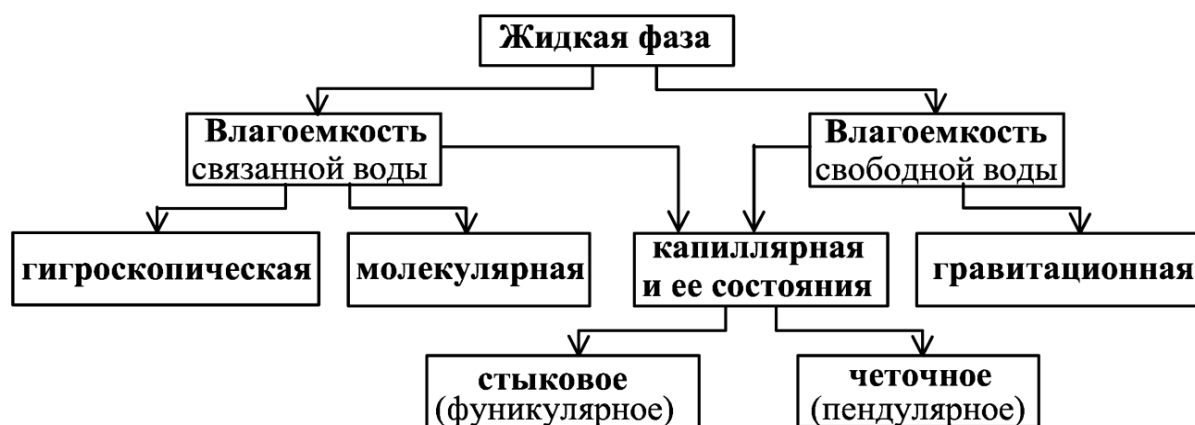 Жидкая фаза
Влагоемкость
связанной воды
Влагоемкость
свободной воды
гигроскопическая
молекулярная
капиллярная
и ее состояния
гравитационная
стыковое
(фуникулярное)
четочное
(пендулярное)